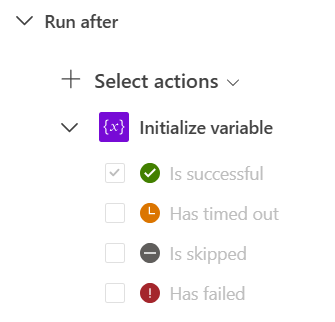 Run after
Select actions
{x} Initialize variable
Is successful
Has timed out
Is skipped
Has failed